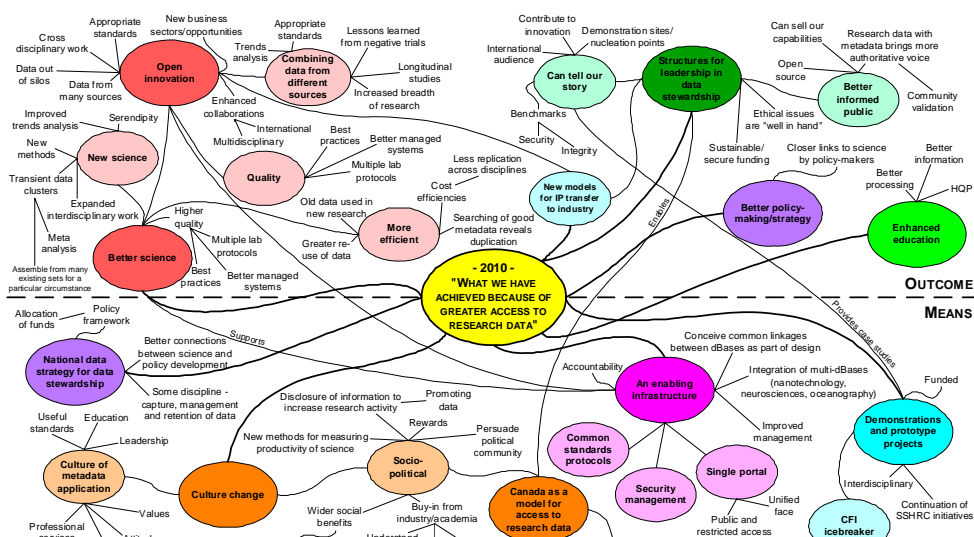 Appropriate
standards
New business
sectors/opportunities
Cross
disciplinary work
Data out
of silos
Data from
many sources
Open
innovation
Trends
analysis
Appropriate
standards
Combining
data from
different
sources
Lessons learned
from negative trials
Longitudinal
studies
Increased breadth
of research
Enhanced
collaborations
International
Multidisciplinary
Contribute to
innovation
Demonstration sites/
nucleation points
International
audience
Can tell our
story
Benchmarks
Security
Integrity
Structures for
leadership in
data
stewardship
Can sell our
capabilities
Research data with
metadata brings more
authoritative voice
Open
source
Better
informed
public
Community
validation
Ethical issues
are "well in hand"
Sustainable/
secure funding
Improved
trends analysis
Serendipity
New
methods
New science
Transient data
clusters
Expanded
interdisciplinary work
Meta
analysis
Assemble from many
existing sets for a
particular circumstance
Quality
Best
practices
Better managed
systems
Multiple lab
protocols
Less replication
across disciplines
Cost
efficiencies
Old data used in
new research
More
efficient
Greater re-
use of data
Searching of good
metadata reveals
duplication
New models
for IP transfer
to industry
Enables
Closer links to science
by policy-makers
Better policy-
making/strategy
Better
information
Better
processing
HQP
Enhanced
education
Higher
quality
Multiple lab
protocols
Better science
Best
practices
Better managed
systems
- 2010 -
"WHAT WE HAVE
ACHIEVED BECAUSE OF
GREATER ACCESS TO
RESEARCH DATA"
OUTCOME
MEANS
Allocation
of funds
Policy
framework
National data
strategy for data
stewardship
Better connections
between science and
policy development
Some discipline -
capture, management
and retention of data
Supports
Provides case studies
Conceive common linkages
between dBases as part of design
Accountability
An enabling
infrastructure
Integration of multi-dBases
(nanotechnology,
neurosciences, oceanography)
Improved
management
Common
standards
protocols
Security
management
Single portal
Public and
restricted access
Unified
face
Funded
Demonstrations
and prototype
projects
Interdisciplinary
Continuation of
SSHRC initiatives
CFI
icebreaker
Useful
standards
Education
Leadership
Culture of
metadata
application
Values
Professional
Culture change
Disclosure of information to
increase research activity
Promoting
data
Rewards
New methods for measuring
productivity of science
Persuade
political
community
Socio-
political
Wider social
benefits
Buy-in from
industry/academia
Understand
Canada as a
model for
access to
research data